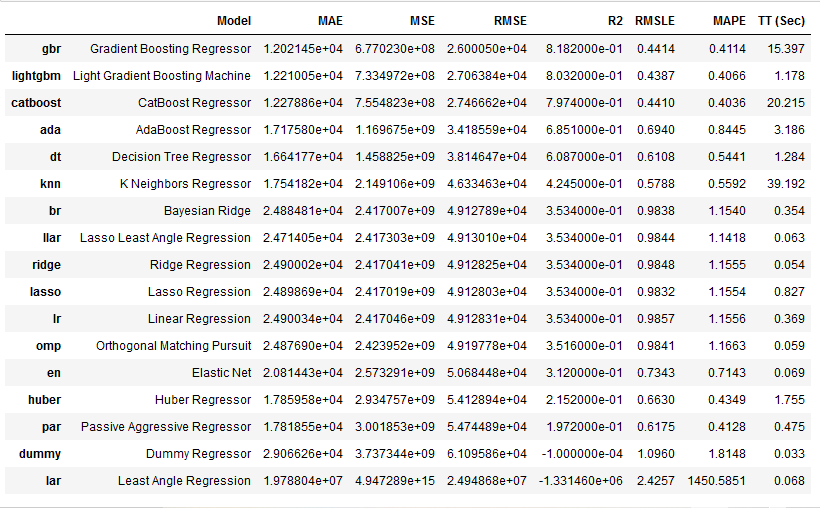 Model MAE MSE RMSE R2 RMSLE MAPE TT (Sec)
gbr Gradient Boosting Regressor 1.202145e+04 6.770230e+08 2.600050e+04 8.182000e-01 0.4414 0.4114 15.397
lightgbm Light Gradient Boosting Machine 1.221005e+04 7.334972e+08 2.706384e+04 8.032000e-01 0.4387 0.4066 1.178
catboost CatBoost Regressor 1.227886e+04 7.554823e+08 2.746662e+04 7.974000e-01 0.4410 0.4036 20.215
ada AdaBoost Regressor 1.717580e+04 1.169675e+09 3.418559e+04 6.851000e-01 0.6940 0.8445 3.186
dt Decision Tree Regressor 1.664177e+04 1.458825e+09 3.814647e+04 6.087000e-01 0.6108 0.5441 1.284
knn K Neighbors Regressor 1.754182e+04 2.149106e+09 4.633463e+04 4.245000e-01 0.5788 0.5592 39.192
br Bayesian Ridge 2.488481e+04 2.417007e+09 4.912789e+04 3.534000e-01 0.9838 1.1540 0.354
llar Lasso Least Angle Regression 2.471405e+04 2.417303e+09 4.913010e+04 3.534000e-01 0.9844 1.1418 0.063
ridge Ridge Regression 2.490002e+04 2.417041e+09 4.912825e+04 3.534000e-01 0.9848 1.1555 0.054
lasso Lasso Regression 2.489869e+04 2.417019e+09 4.912803e+04 3.534000e-01 0.9832 1.1554 0.827
lr Linear Regression 2.490034e+04 2.417046e+09 4.912831e+04 3.534000e-01 0.9857 1.1556 0.369
omp Orthogonal Matching Pursuit 2.487690e+04 2.423952e+09 4.919778e+04 3.516000e-01 0.9841 1.1663 0.059
en Elastic Net 2.081443e+04 2.573291e+09 5.068448e+04 3.120000e-01 0.7343 0.7143 0.069
huber Huber Regressor 1.785958e+04 2.934757e+09 5.412894e+04 2.152000e-01 0.6630 0.4349 1.755
par Passive Aggressive Regressor 1.781855e+04 3.001853e+09 5.474489e+04 1.972000e-01 0.6175 0.4128 0.475
dummy Dummy Regressor 2.906626e+04 3.737344e+09 6.109586e+04 -1.000000e-04 1.0960 1.8148 0.033
lar Least Angle Regression 1.978804e+07 4.947289e+15 2.494868e+07 -1.331460e+06 2.4257 1450.5851 0.068